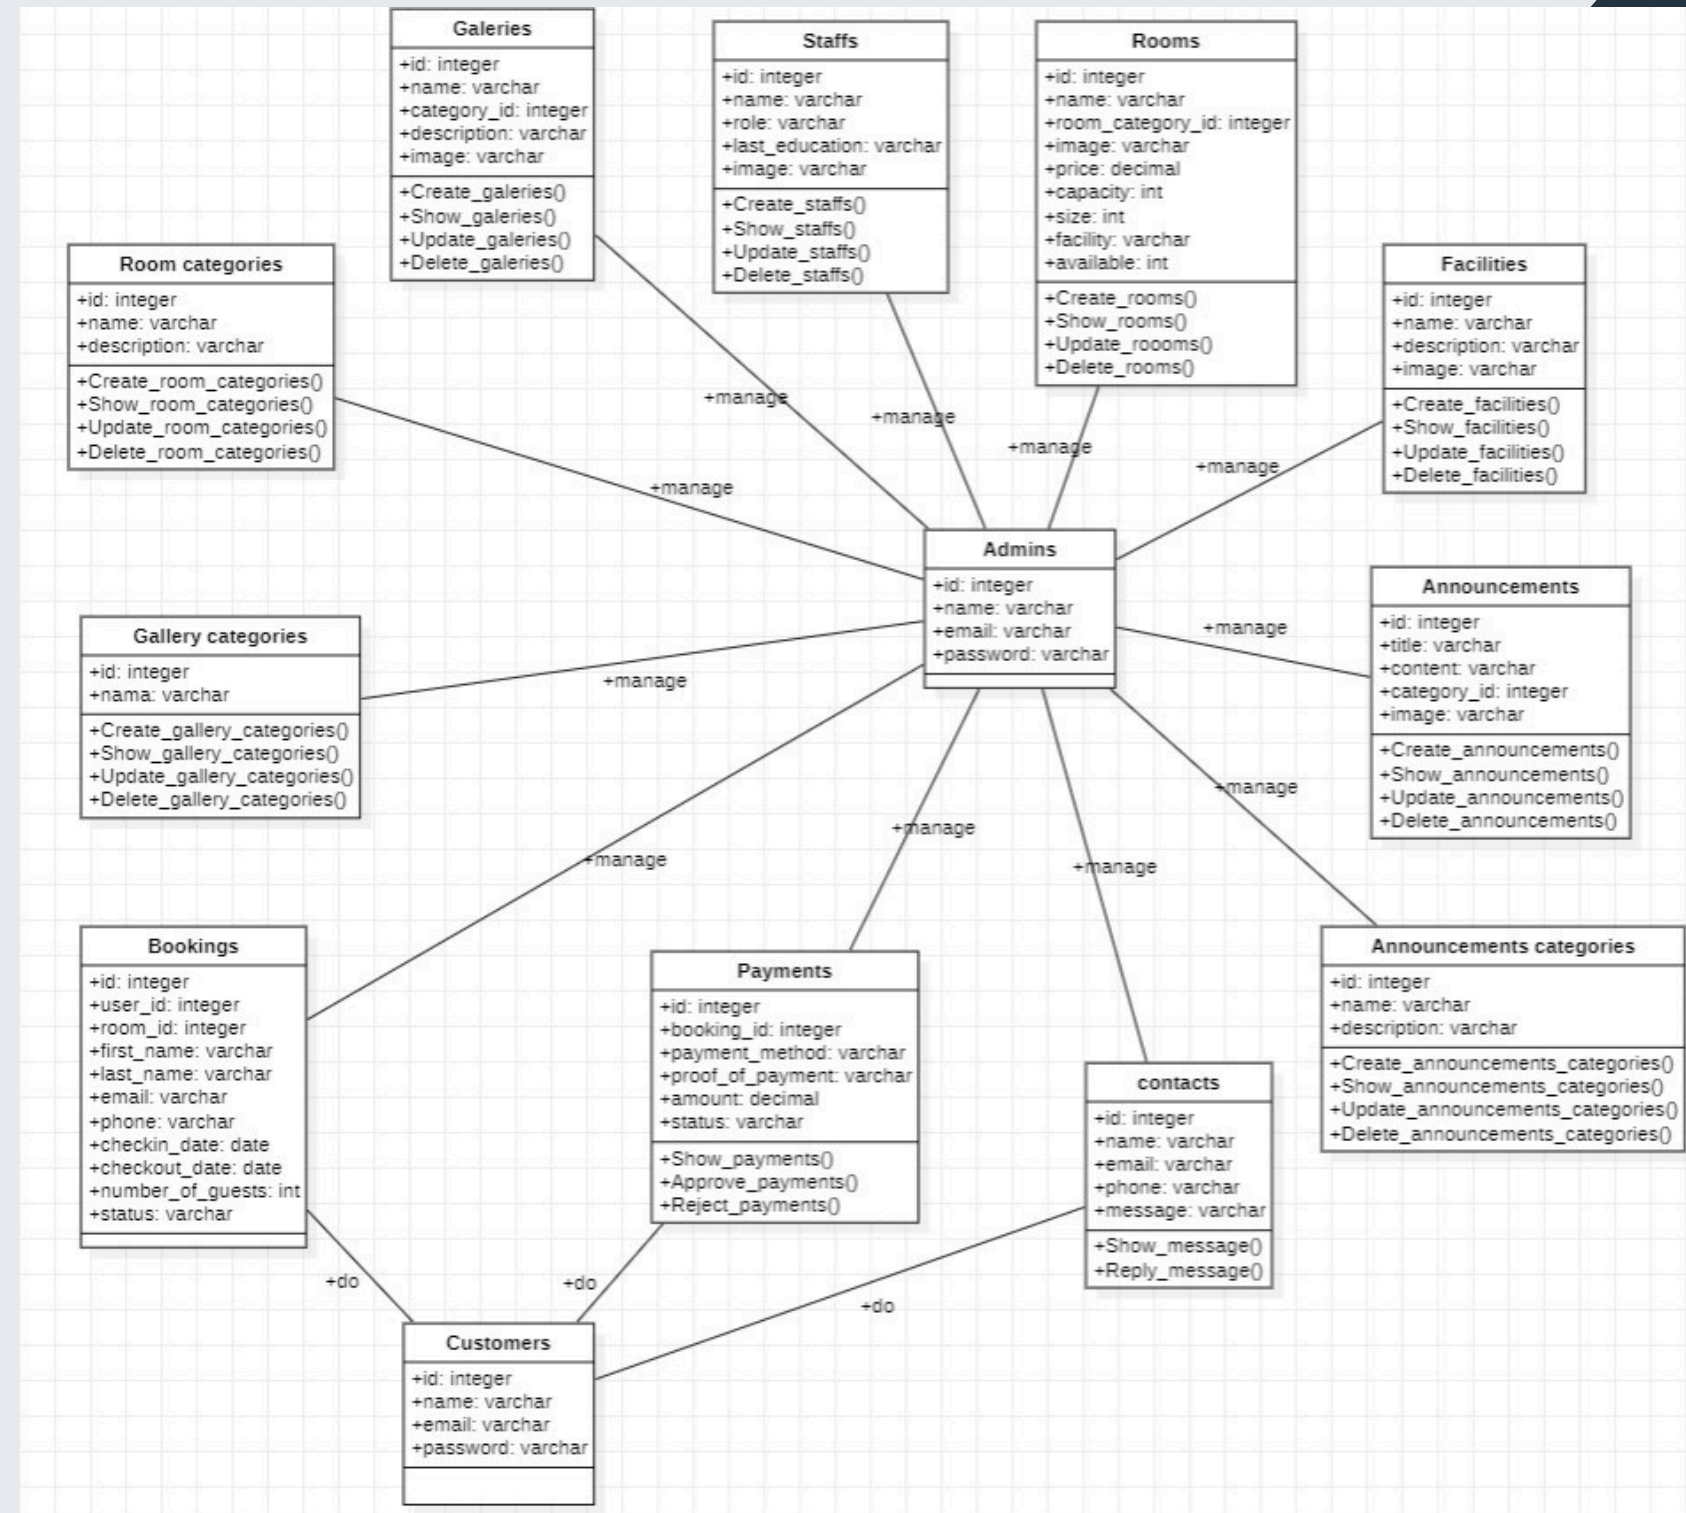 Galeries
+id: integer
+name: varchar
+category_id: integer
+description: varchar
+image: varchar
+Create_galeries()
+Show_galeries()
+Update_galeries()
+Delete_galeries()
Staffs
+id: integer
+name: varchar
+role: varchar
+last_education: varchar
+image: varchar
+Create_staffs()
+Show_staffs()
+Update_staffs()
+Delete_staffs()
Rooms
+id: integer
+name: varchar
+room_category_id: integer
+image: varchar
+price: decimal
+capacity: int
+size: int
+facility: varchar
+available: int
+Create_rooms()
+Show_rooms()
+Update_roooms()
+Delete_rooms()
Room categories
+id: integer
+name: varchar
+description: varchar
+Create_room_categories()
+Show_room_categories()
+Update_room_categories()
+Delete_room_categories()
Facilities
+id: integer
+name: varchar
+description: varchar
+image: varchar
+Create_facilities()
+Show_facilities()
+Update_facilities()
+Delete_facilities()
+manage
+manage
+manage
+manage
+manage
Admins
+id: integer
+name: varchar
+email: varchar
+password: varchar
Gallery categories
+id: integer
+nama: varchar
+Create_gallery_categories()
+Show_gallery_categories()
+Update_gallery_categories()
+Delete_gallery_categories()
+manage
+manage
Announcements
+id: integer
+title: varchar
+content: varchar
+category_id: integer
+image: varchar
+Create_announcements()
+Show_announcements()
+Update_announcements()
+Delete_announcements()
+manage
+manage
+manage
+manage
Bookings
+id: integer
+user_id: integer
+room_id: integer
+first_name: varchar
+last_name: varchar
+email: varchar
+phone: varchar
+checkin_date: date
+checkout_date: date
+number_of_guests: int
+status: varchar
Payments
+id: integer
+booking_id: integer
+payment_method: varchar
+proof_of_payment: varchar
+amount: decimal
+status: varchar
+Show_payments()
+Approve_payments()
+Reject_payments()
contacts
+id: integer
+name: varchar
+email: varchar
+phone: varchar
+message: varchar
+Show_message()
+Reply_message()
Announcements categories
+id: integer
+name: varchar
+description: varchar
+Create_announcements_categories()
+Show_announcements_categories()
+Update_announcements_categories()
+Delete_announcements_categories()
+do
+do
+do
Customers
+id: integer
+name: varchar
+email: varchar
+password: varchar